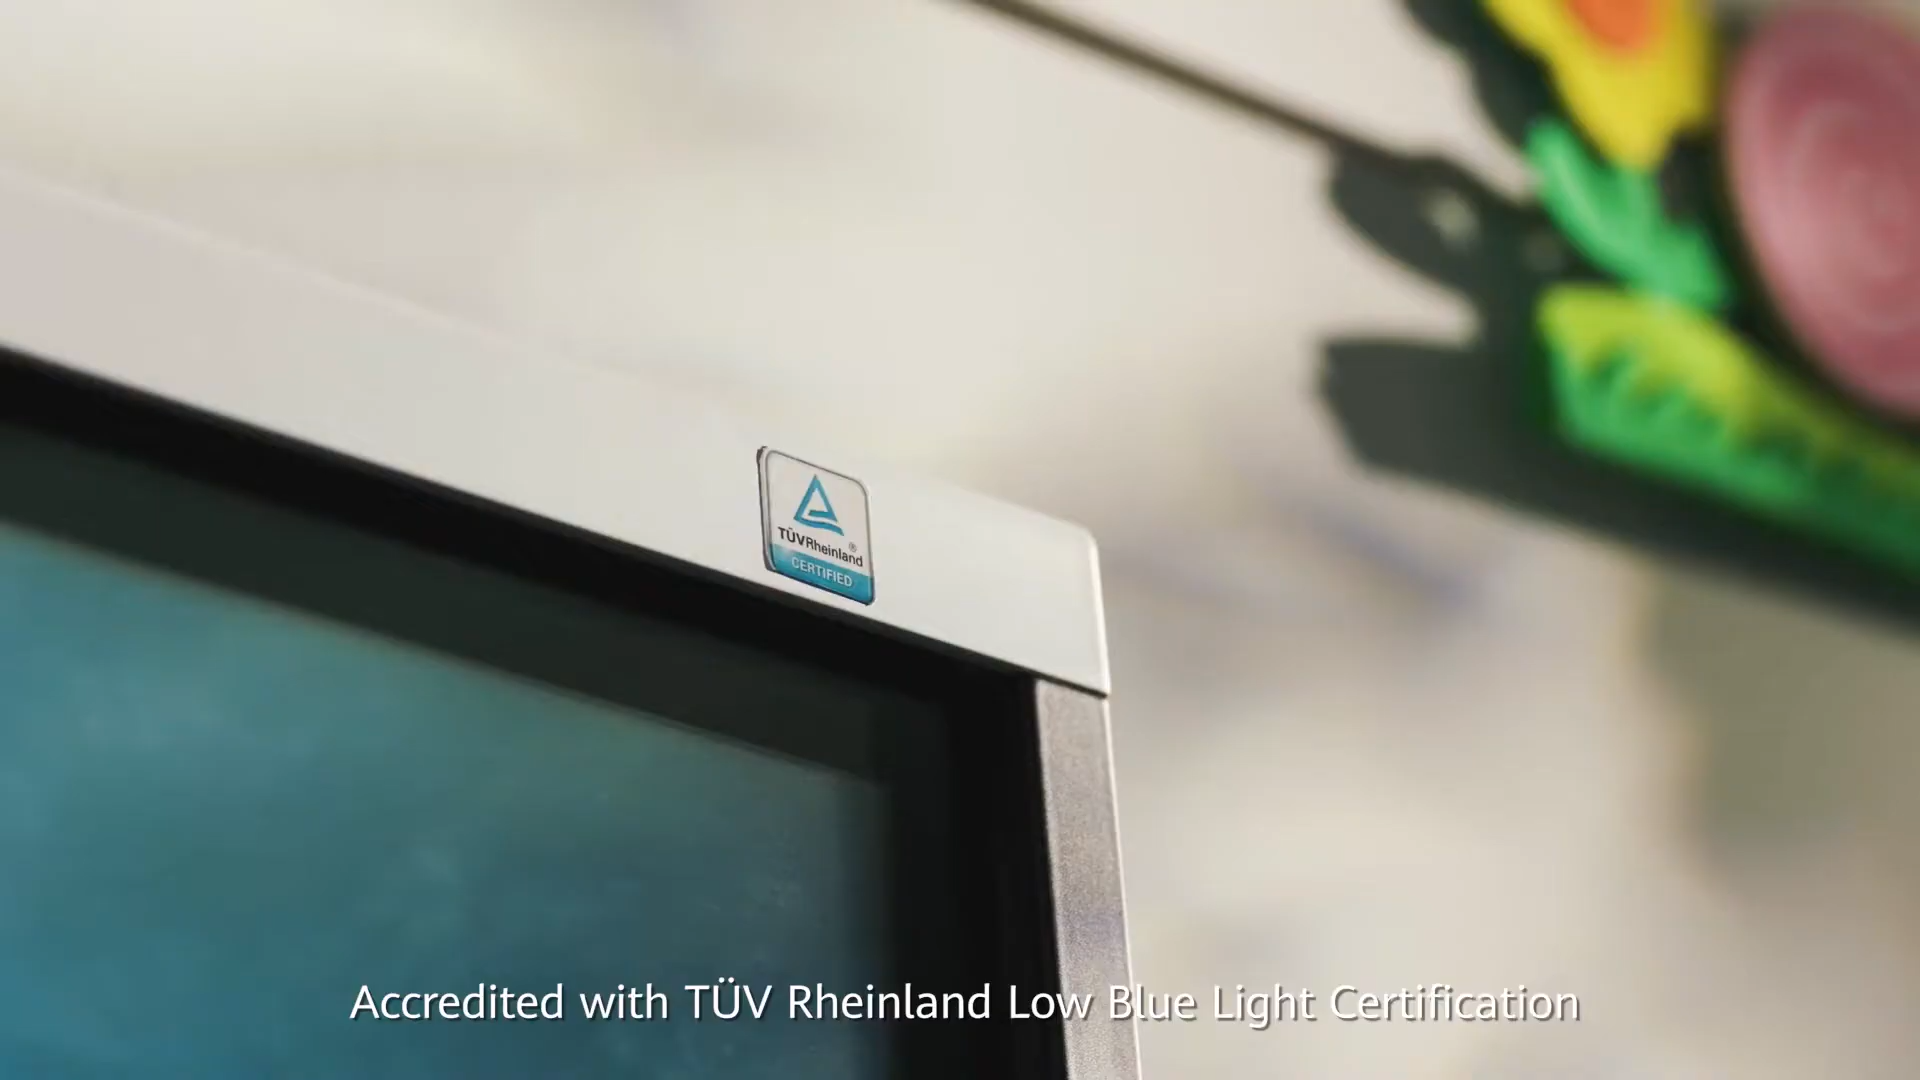 TÜVRheinland®
CERTIFIED
Accredited with TÜV Rheinland Low Blue Light Certification